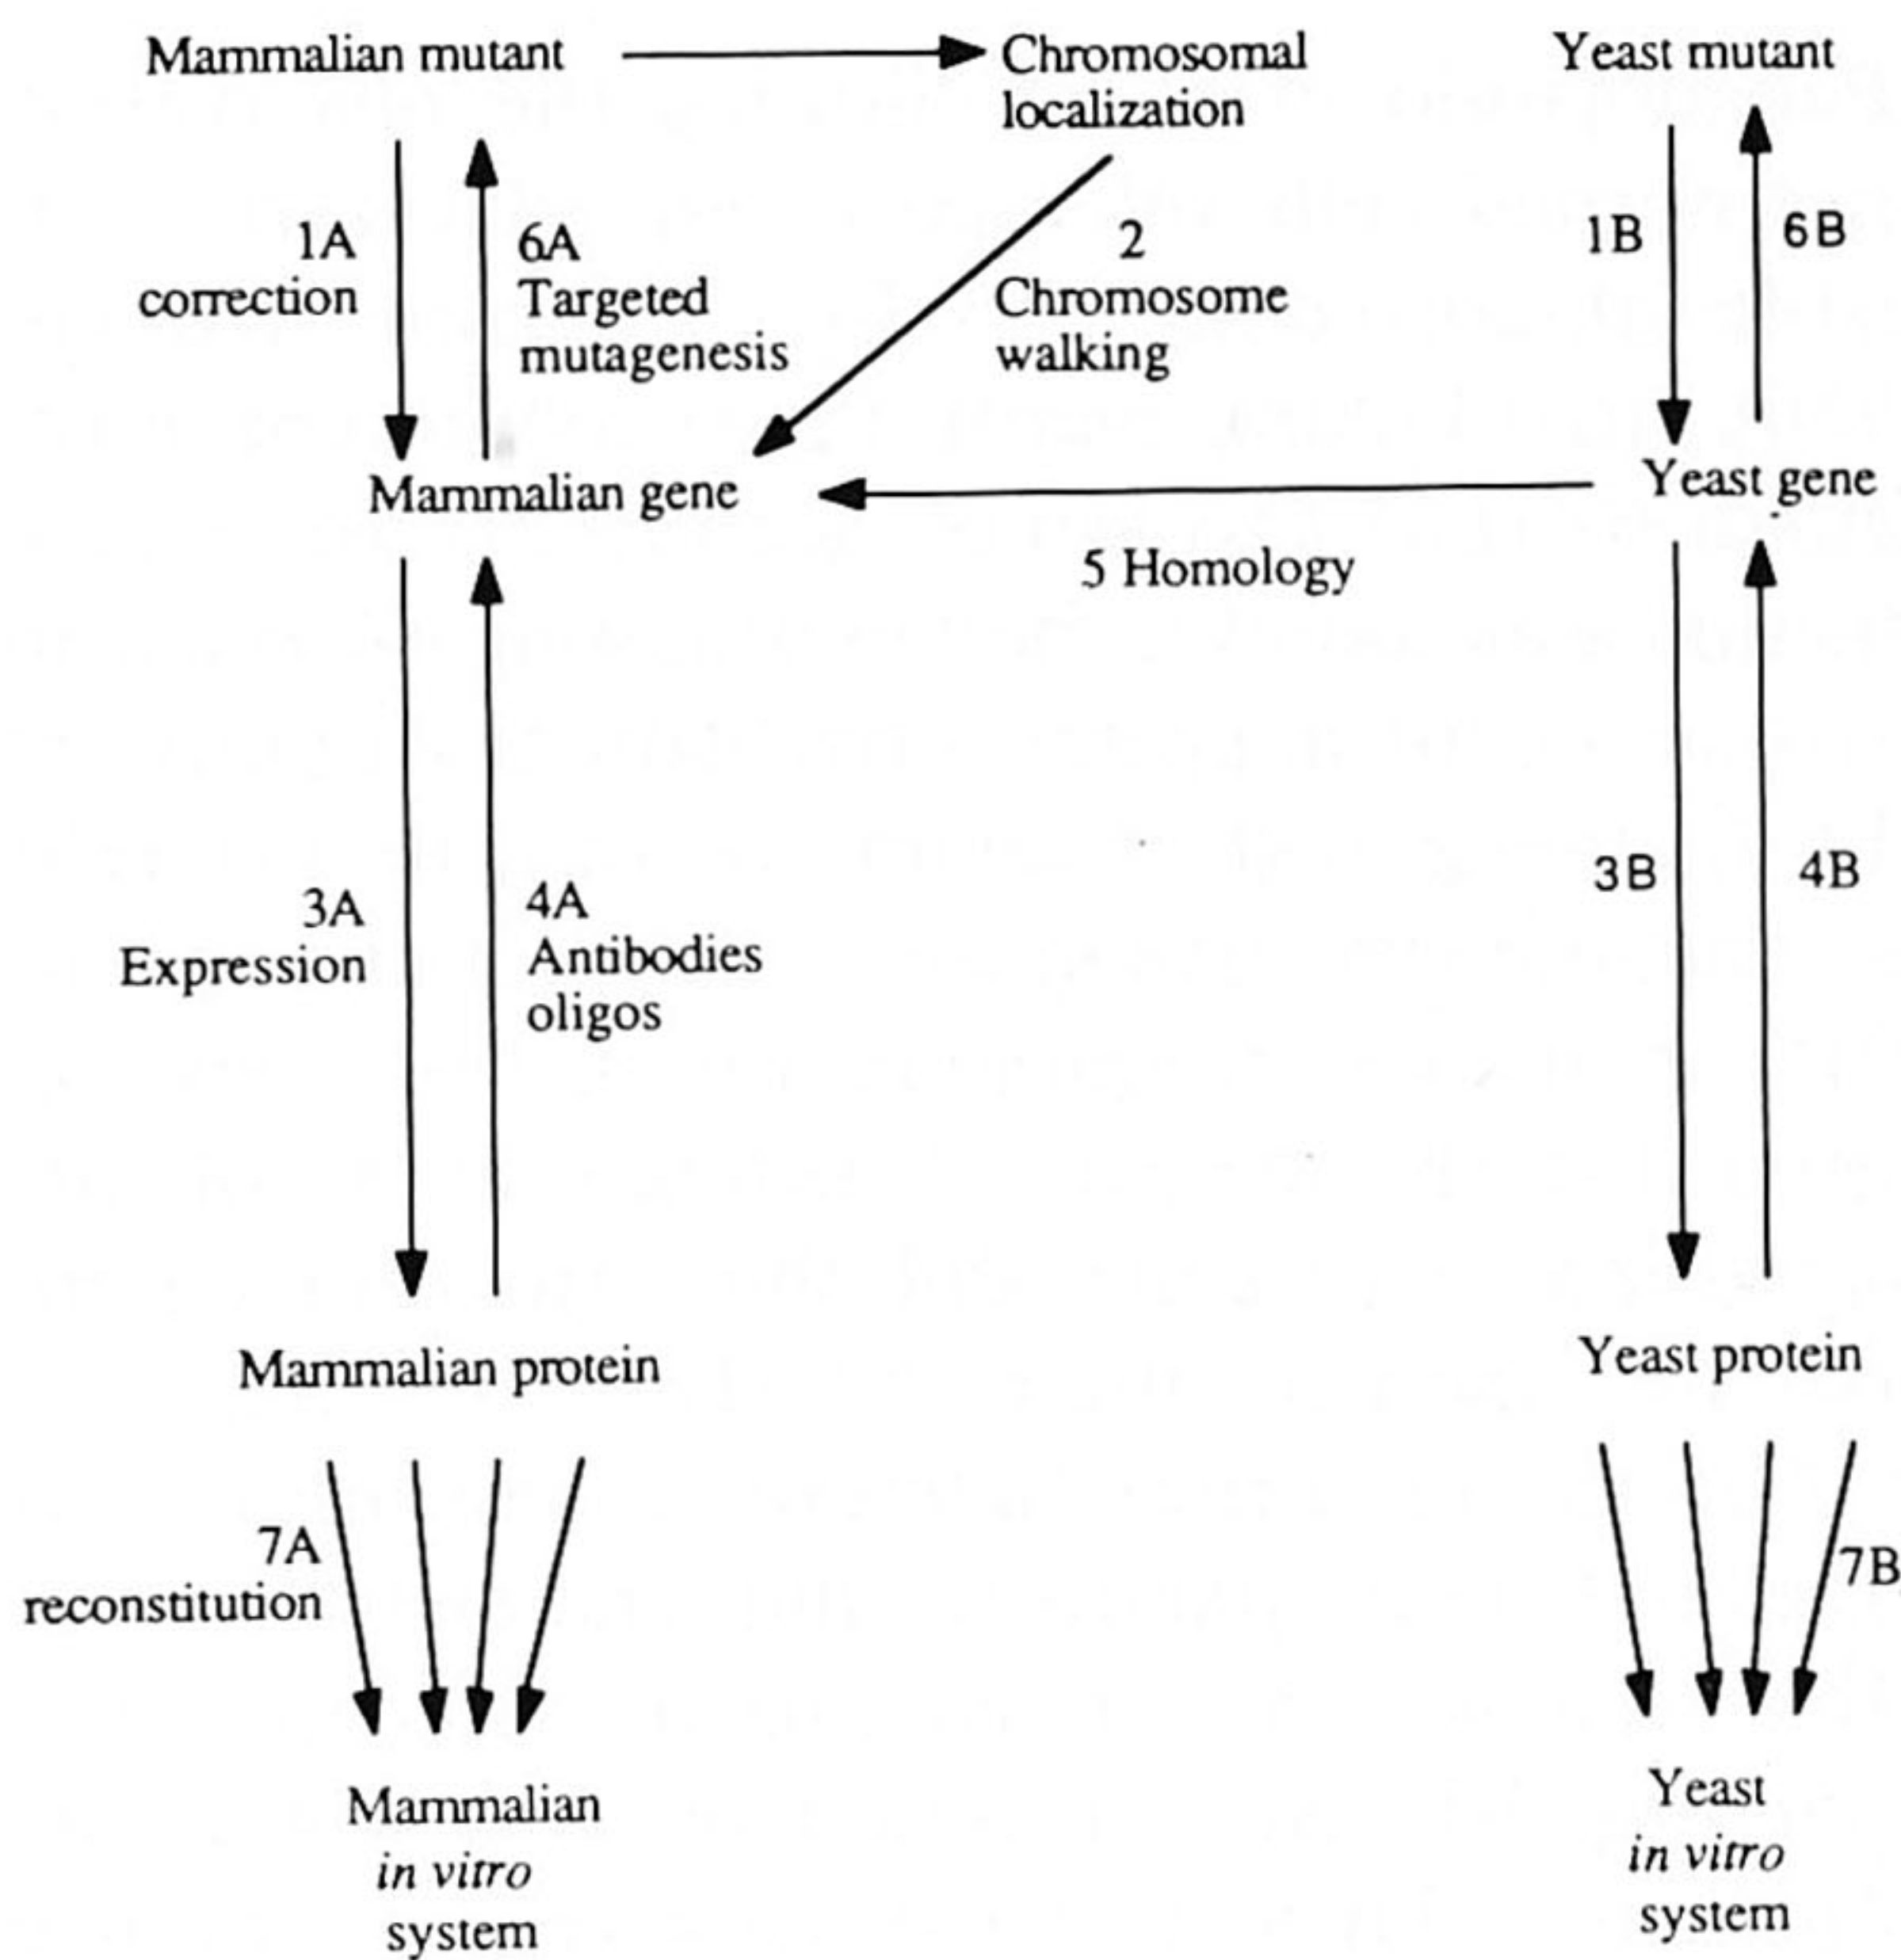 Mammalian mutant
Chromosomal
localization
Yeast mutant
1A
correction
6A
Targeted
mutagenesis
2
Chromosome
walking
1B
6B
Mammalian gene
Yeast gene
5 Homology
3A
Expression
4A
Antibodies
oligos
3B
4B
Mammalian protein
Yeast protein
7A
reconstitution
7B
Mammalian
in vitro
system
Yeast
in vitro
system